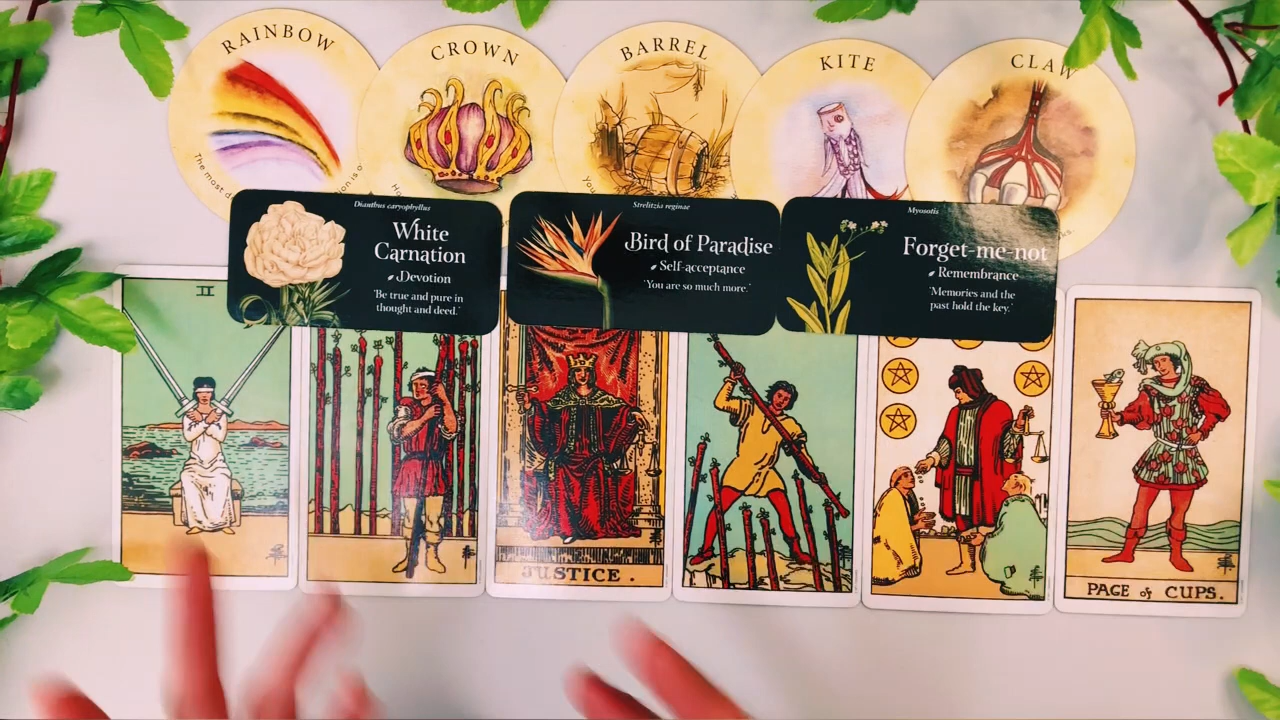 RAINBOW
CROWN
BARREL
KITE
CLAW
The most d
Dianthus caryophyllus
White
Carnation
Devotion
'Be true and pure in
thought and deed.'
Strelitzia reginae
Bird of Paradise
Self-acceptance
'You are so much more.'
Myosotis
Forget-me-not
Remembrance
'Memories and the
past hold the key.'
II
JUSTICE.
PAGE of CUPS.